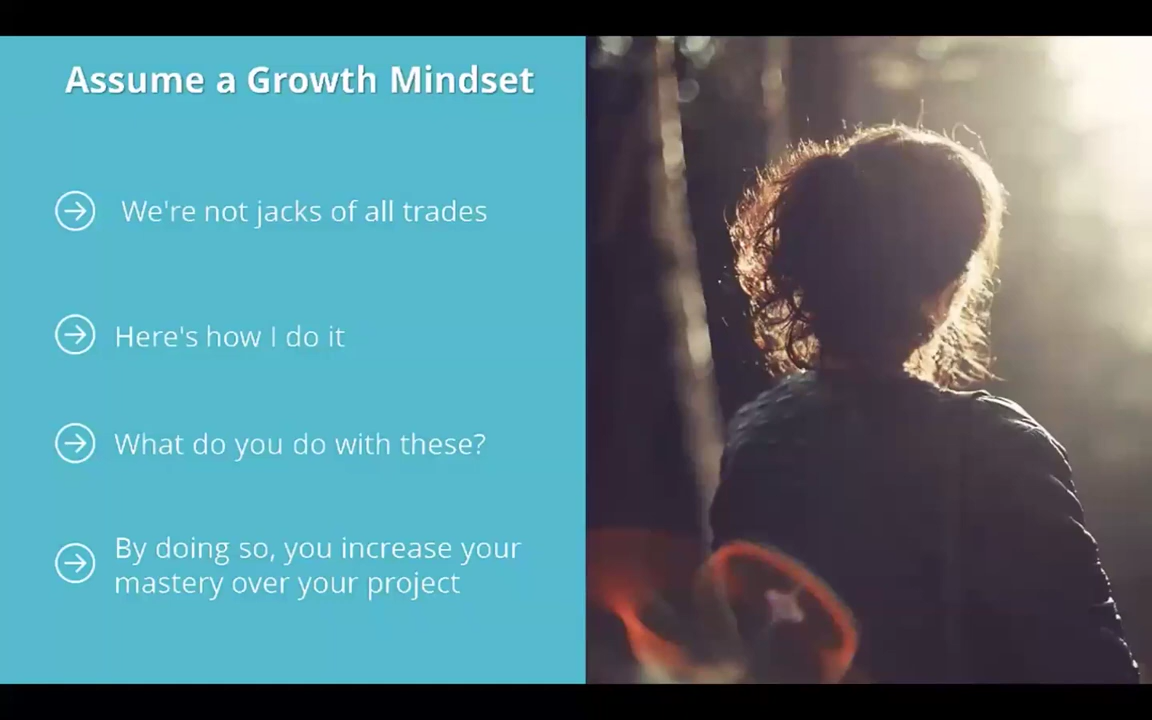 Assume a Growth Mindset
We're not jacks of all trades
Here's how I do it
What do you do with these?
By doing so, you increase your
mastery over your project